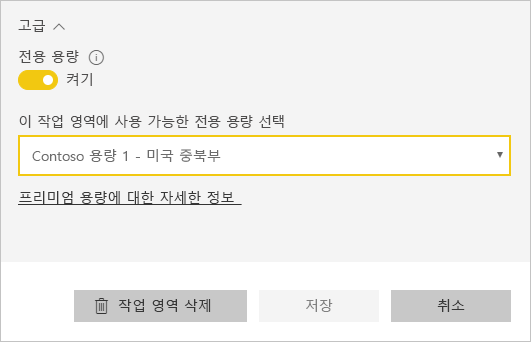 고급
전용 용량
켜기
이 작업 영역에 사용 가능한 전용 용량 선택
Contoso 용량 1 - 미국 중북부
프리미엄 용량에 대한 자세한 정보
작업 영역 삭제 저장 취소